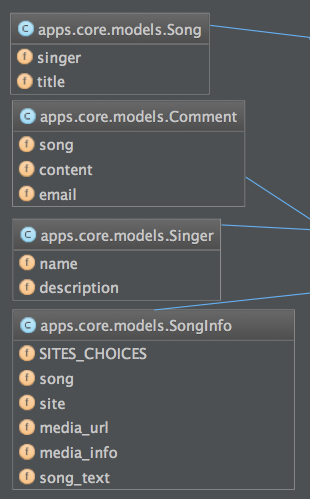 C apps.core.models.Song
f singer
f title
C apps.core.models.Comment
f song
f content
f email
C apps.core.models.Singer
f name
f description
C apps.core.models.SongInfo
f SITES_CHOICES
f song
f site
f media_url
f media_info
f song_text